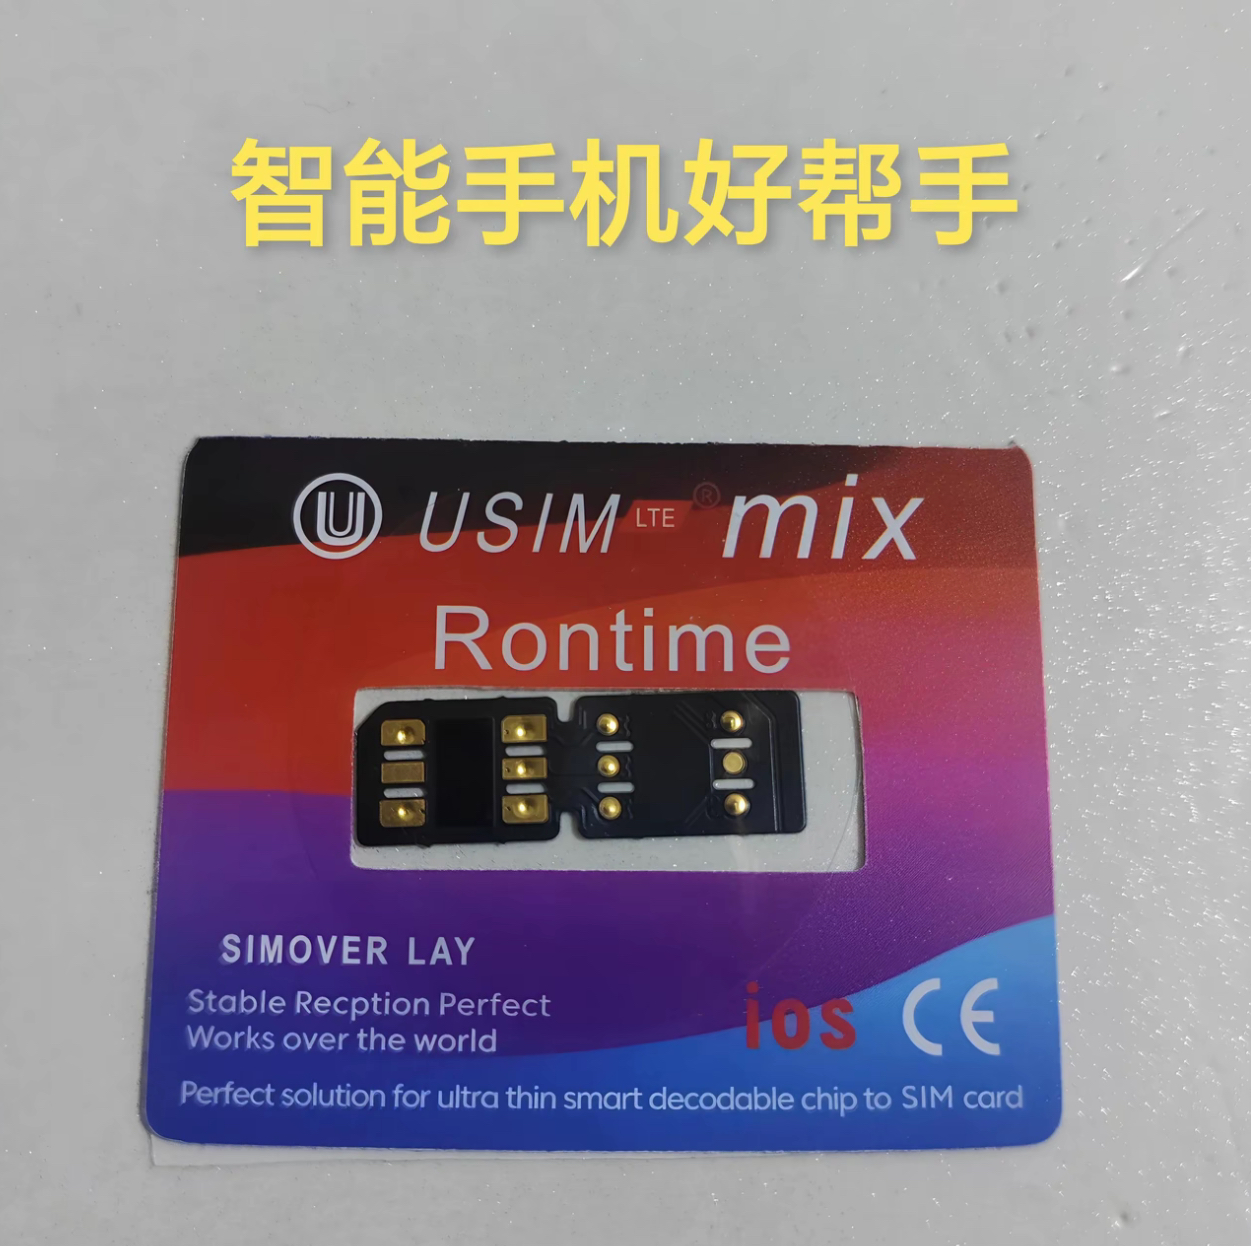 智能手机好帮手
U USIM LTE ® mix
Rontime
SIMOVER LAY
Stable Recption Perfect
Works over the world
ios CE
Perfect solution for ultra thin smart decodable chip to SIM card